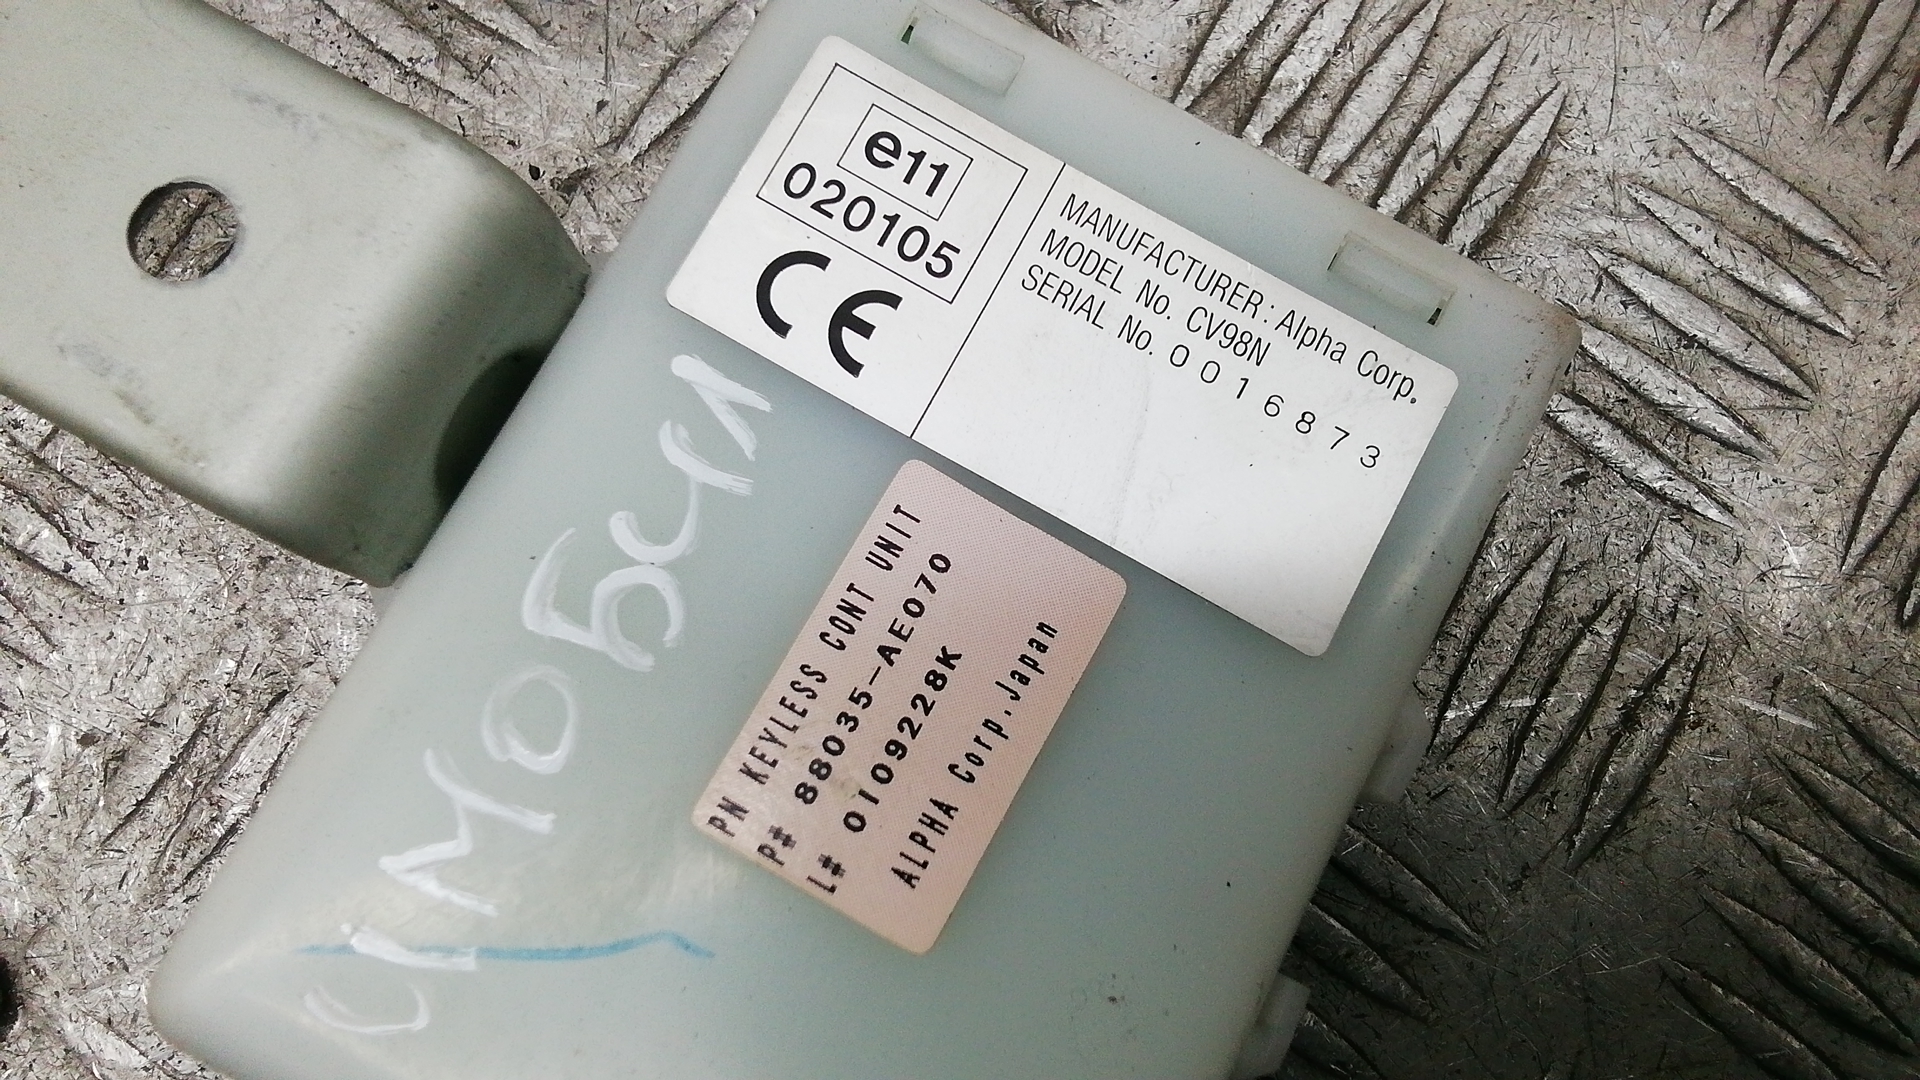 e11
020105
CE
MANUFACTURER: Alpha Corp.
MODEL No. CV98N
SERIAL No. 0016873
PN KEYLESS CONT UNIT
P# 88035-AE070
L# 0109228K
ALPHA Corp. Japan